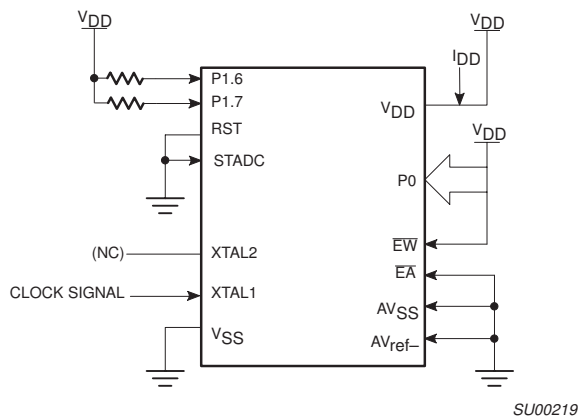 VDD
P1.6
P1.7
RST
STADC
(NC)
XTAL2
CLOCK SIGNAL
XTAL1
VSS
VDD
IDD
VDD
VDD
P0
EW
EA
AVSS
AVref–
SU00219